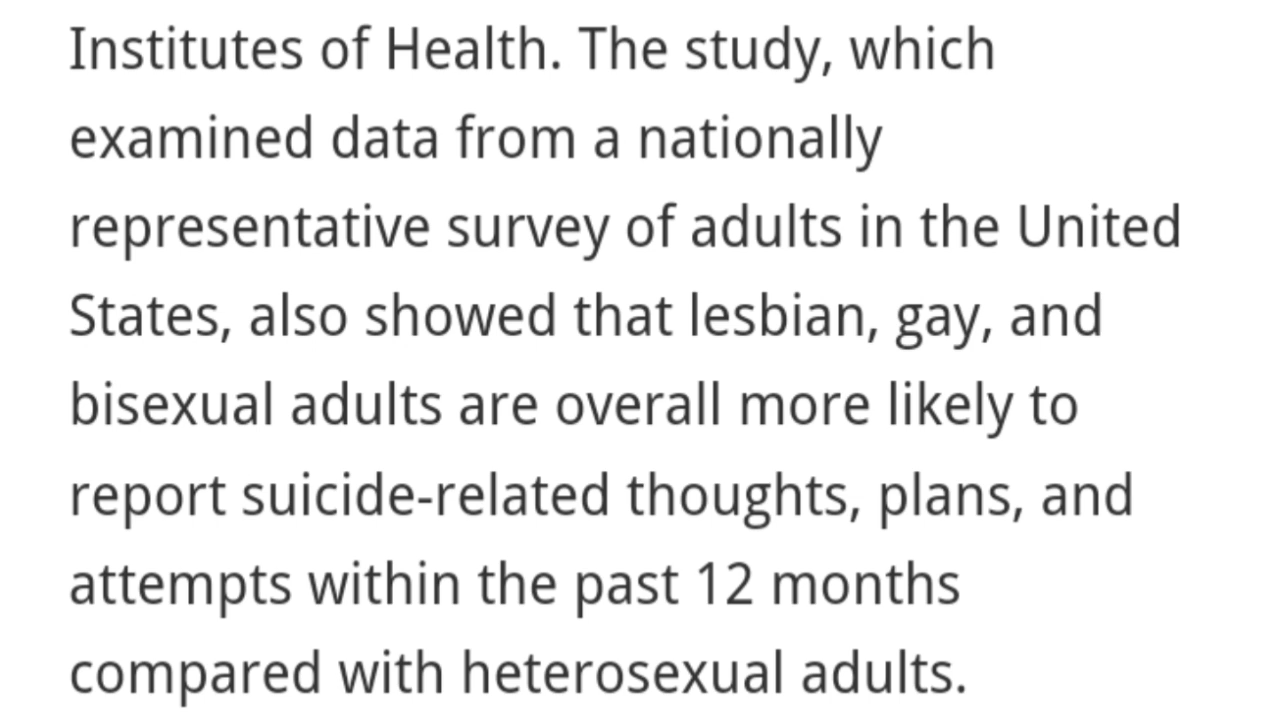 Institutes of Health. The study, which
examined data from a nationally
representative survey of adults in the United
States, also showed that lesbian, gay, and
bisexual adults are overall more likely to
report suicide-related thoughts, plans, and
attempts within the past 12 months
compared with heterosexual adults.